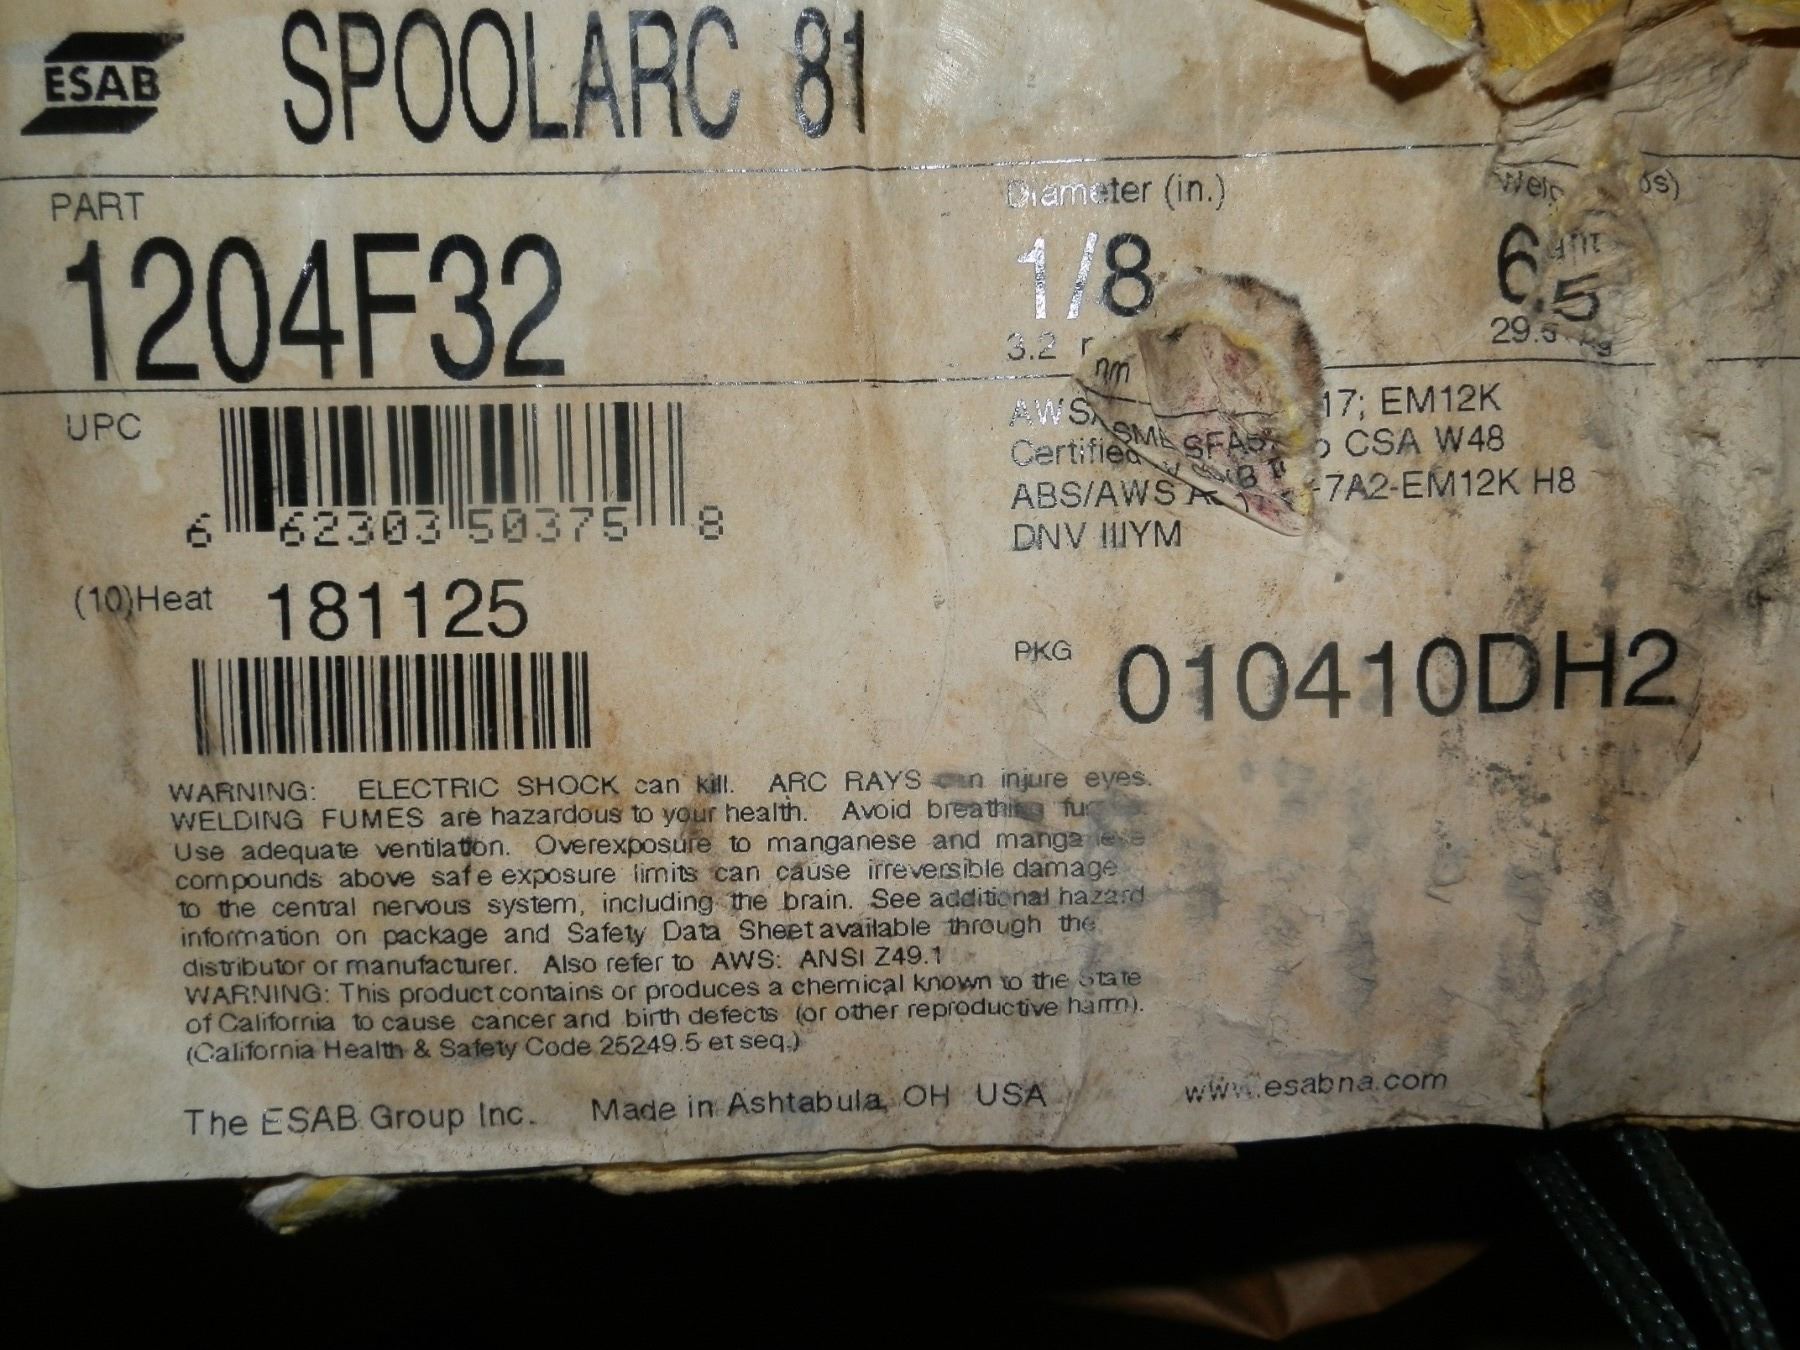 ESAB SPOOLARC 81
PART
1204F32
Diameter (in.)
1/8
3.2
6.5
UPC
6 62303 50375 8
17; EM12K
Certified CSA W48
ABS/AWS -7A2-EM12K H8
DNV IIIYM
(10)Heat 181125
PKG 010410DH2
WARNING: ELECTRIC SHOCK can kill. ARC RAYS can injure eyes.
WELDING FUMES are hazardous to your health. Avoid breathing
Use adequate ventilation. Overexposure to manganese and manganese
compounds above safe exposure limits can cause irreversible damage
to the central nervous system, including the brain. See additional hazard
information on package and Safety Data Sheet available through the
distributor or manufacturer. Also refer to AWS: ANSI Z49.1
WARNING: This product contains or produces a chemical known to the State
of California to cause cancer and birth defects (or other reproductive harm).
(California Health & Safety Code 25249.5 et seq.)
The ESAB Group Inc. Made in Ashtabula, OH USA
www.esabna.com